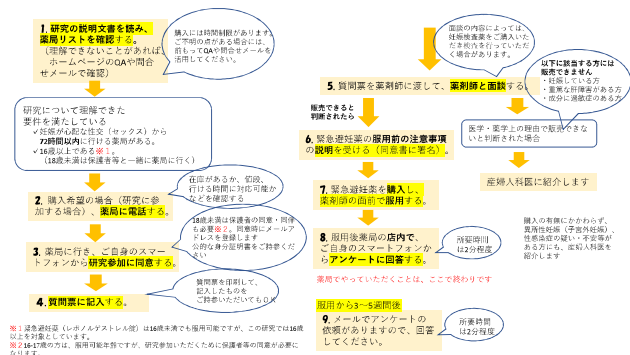 1. 研究の説明文書を読み、
薬局リストを確認する。
（理解できないことがあれば、
ホームページのQAや問合
せメールで確認）
購入には時間制限があります。
ご不明の点がある場合には、
前もってQAや問合せメールを
活用してください。
研究について理解できた
要件を満たしている
✓妊娠が心配な性交（セックス）から
72時間以内に行ける薬局がある。
✓16歳以上である※１。
（18歳未満は保護者等と一緒に薬局に行く）
2. 購入希望の場合（研究に参
加する場合）、薬局に電話する。
在庫があるか、値段、
行ける時間に対応可能か
などを確認する
3. 薬局に行き、ご自身のスマー
トフォンから研究参加に同意する。
18歳未満は保護者の同意・同伴
も必要※２。同意時にメールア
ドレスを登録します
公的な身分証明書をご持参くだ
さい
4. 質問票に記入する。
質問票を印刷して、
記入したものを
ご持参いただいてもＯＫ
※１緊急避妊薬（レボノルゲストレル錠）は16歳未満でも服用可能ですが、この研究では16歳
以上を対象としています。
※２16-17歳の方は、服用可能年齢ですが、研究参加いただくために保護者等の同意が必要に
なります。
面談の内容によっては、
妊娠検査薬をご購入いた
だき検査を行っていただ
く場合があります。
5. 質問票を薬剤師に渡して、薬剤師と面談する。
以下に該当する方には
販売できません
・妊娠している方
・重篤な肝障害がある方
・成分に過敏症のある方
販売できると
判断されたら
医学・薬学上の理由で販売できな
いと判断された場合
産婦人科医に紹介します
6. 緊急避妊薬の服用前の注意事項
の説明を受ける（同意書に署名）。
7. 緊急避妊薬を購入し、
薬剤師の面前で服用する。
8. 服用後薬局の店内で、
ご自身のスマートフォンか
らアンケートに回答する。
所要時間
は2分程度
購入の有無にかかわらず、
異所性妊娠（子宮外妊娠）、
性感染症の疑い・不安等が
ある方にも、産婦人科医を
紹介します
薬局でやっていただくことは、ここで終わりです
服用から3～5週間後
9. メールでアンケートの
依頼がありますので、回答
してください。
所要時間
は2分程度